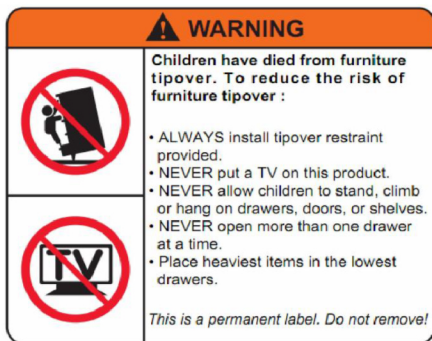 WARNING
Children have died from furniture
tipover. To reduce the risk of
furniture tipover :
• ALWAYS install tipover restraint
provided.
• NEVER put a TV on this product.
• NEVER allow children to stand, climb
or hang on drawers, doors, or shelves.
• NEVER open more than one drawer
at a time.
• Place heaviest items in the lowest
drawers.
TV
This is a permanent label. Do not remove!